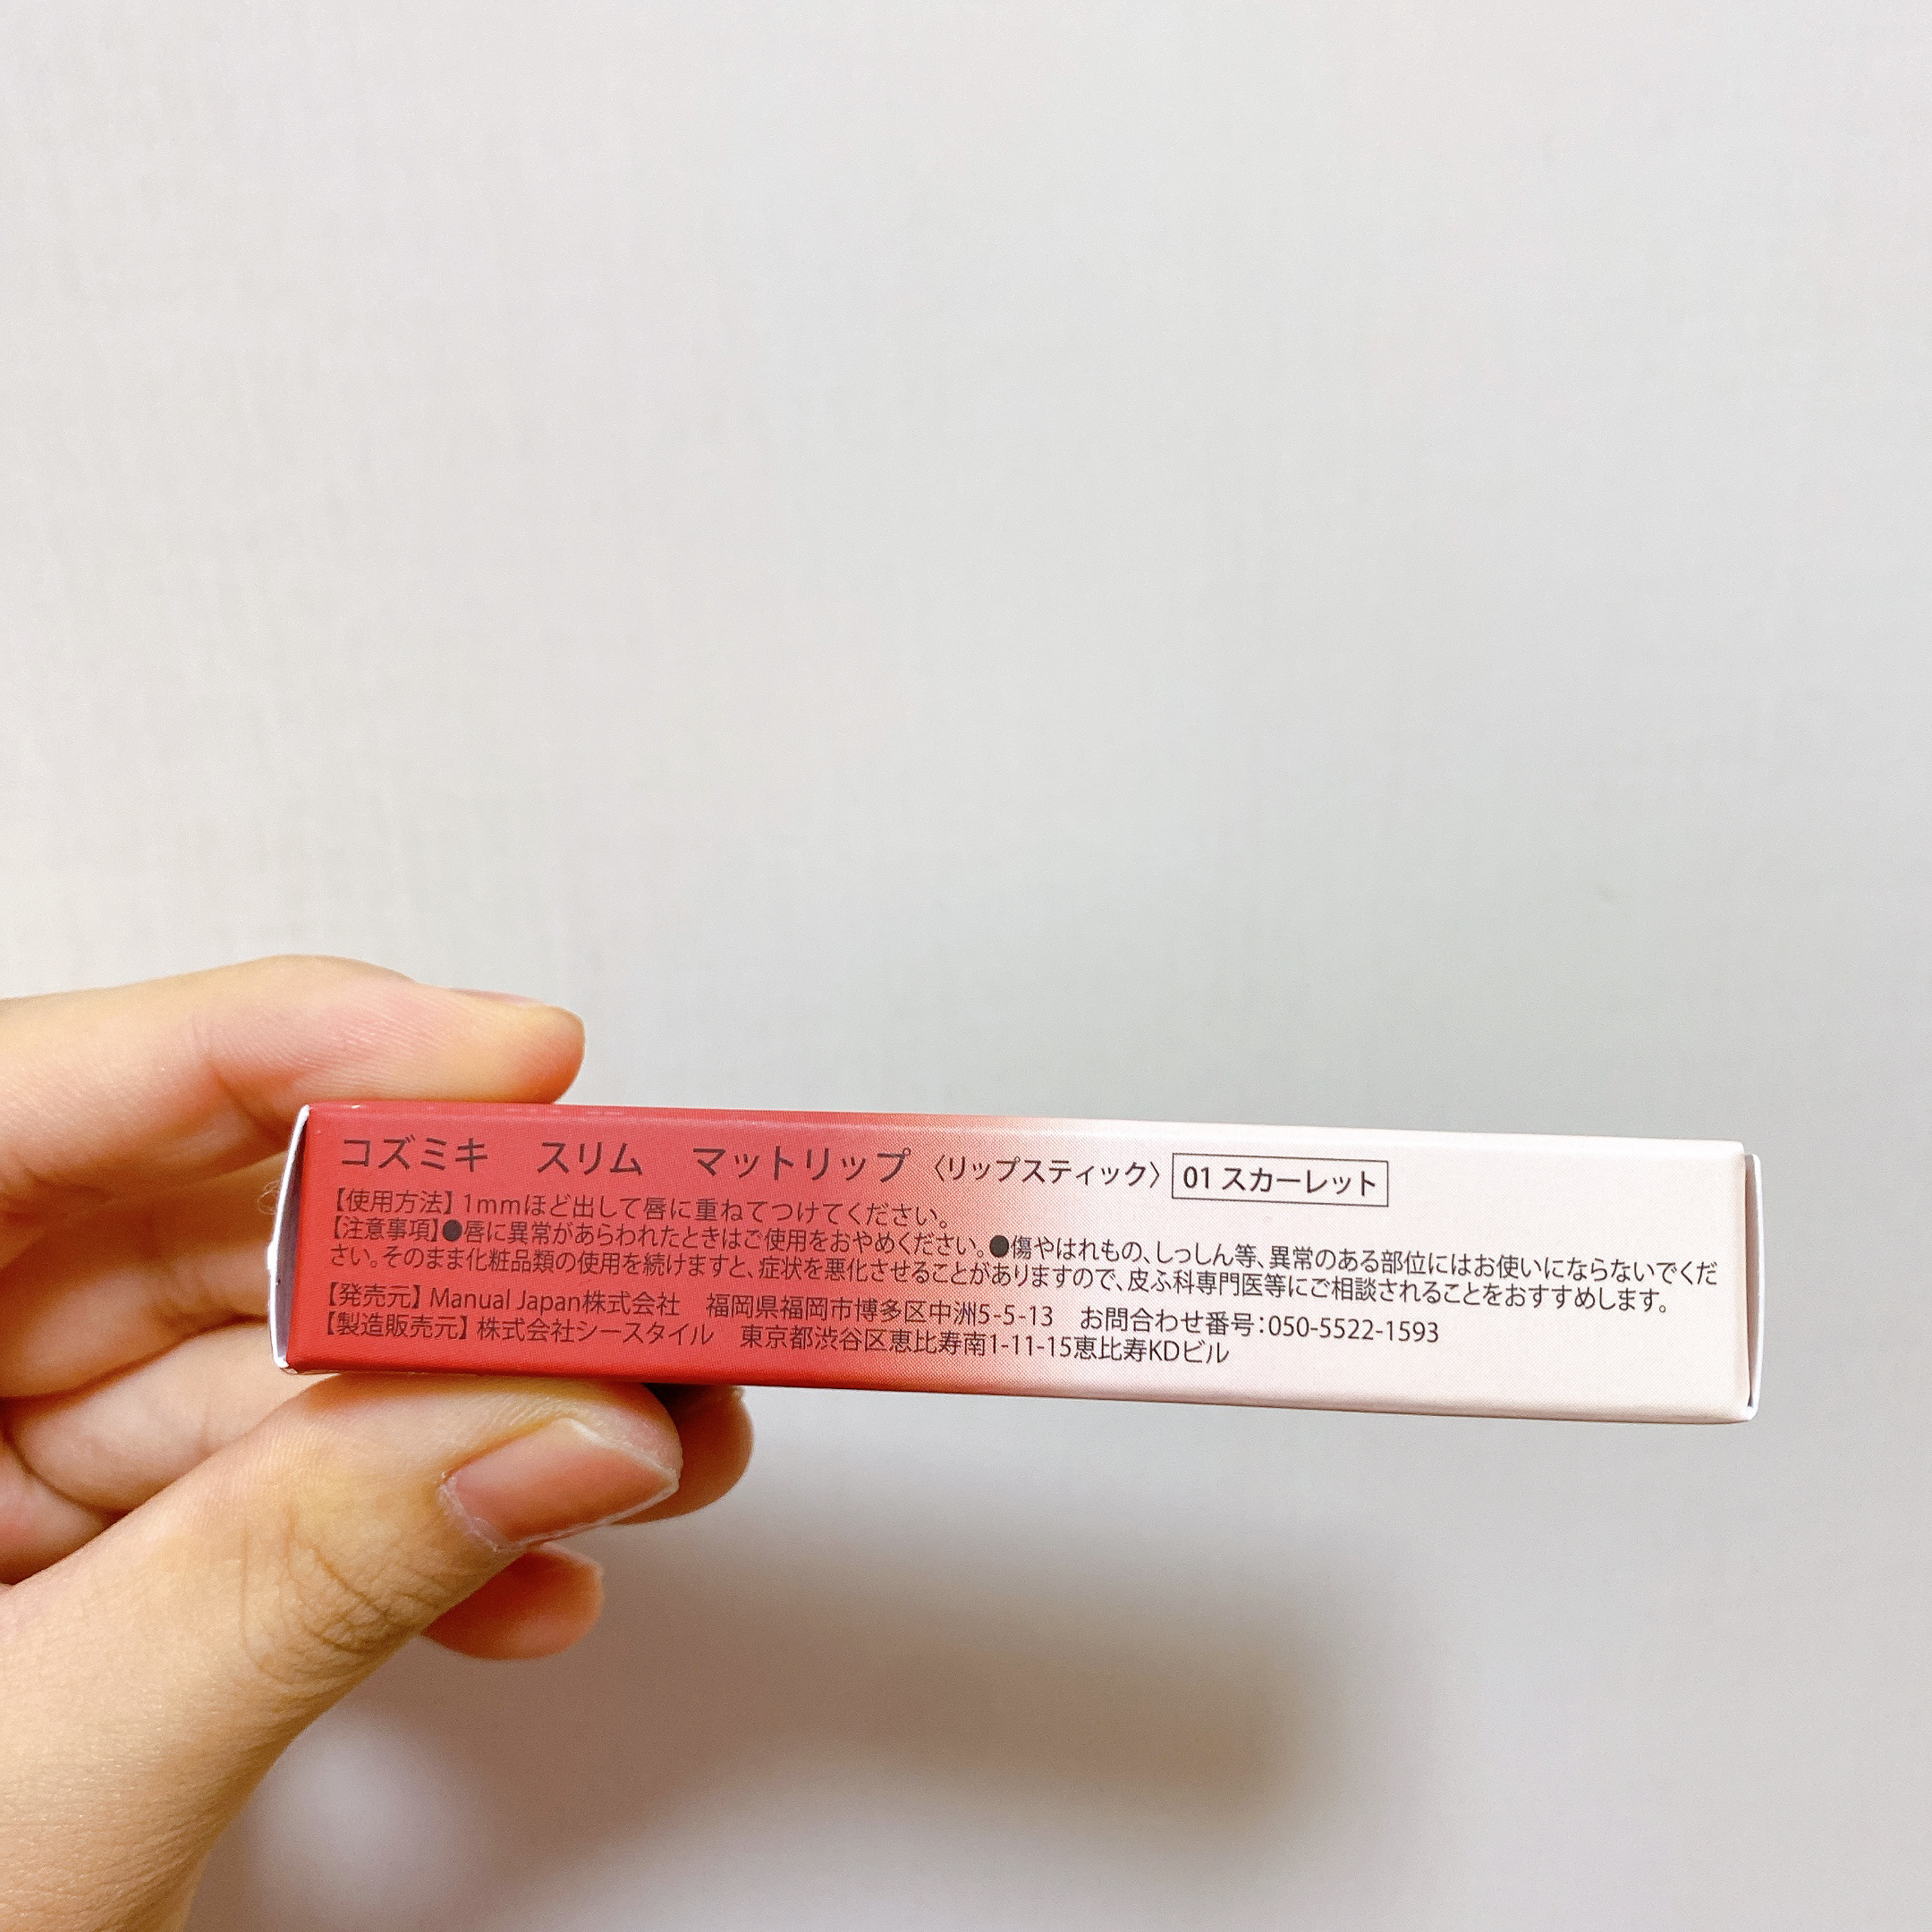 コズミキ　スリム　マットリップ〈リップスティック〉 01 スカーレット
【使用方法】1mmほど出して唇に重ねてつけてください。
【注意事項】●唇に異常があらわれたときはご使用をおやめください。●傷やはれもの、しっしん等、異常のある部位にはお使いにならないでくだ
さい。そのまま化粧品類の使用を続けますと、症状を悪化させることがありますので、皮ふ科専門医等にご相談されることをおすすめします。
【発売元】Manual Japan株式会社　福岡県福岡市博多区中洲5-5-13　お問合わせ番号:050-5522-1593
【製造販売元】株式会社シースタイル　東京都渋谷区恵比寿南1-11-15恵比寿KDビル